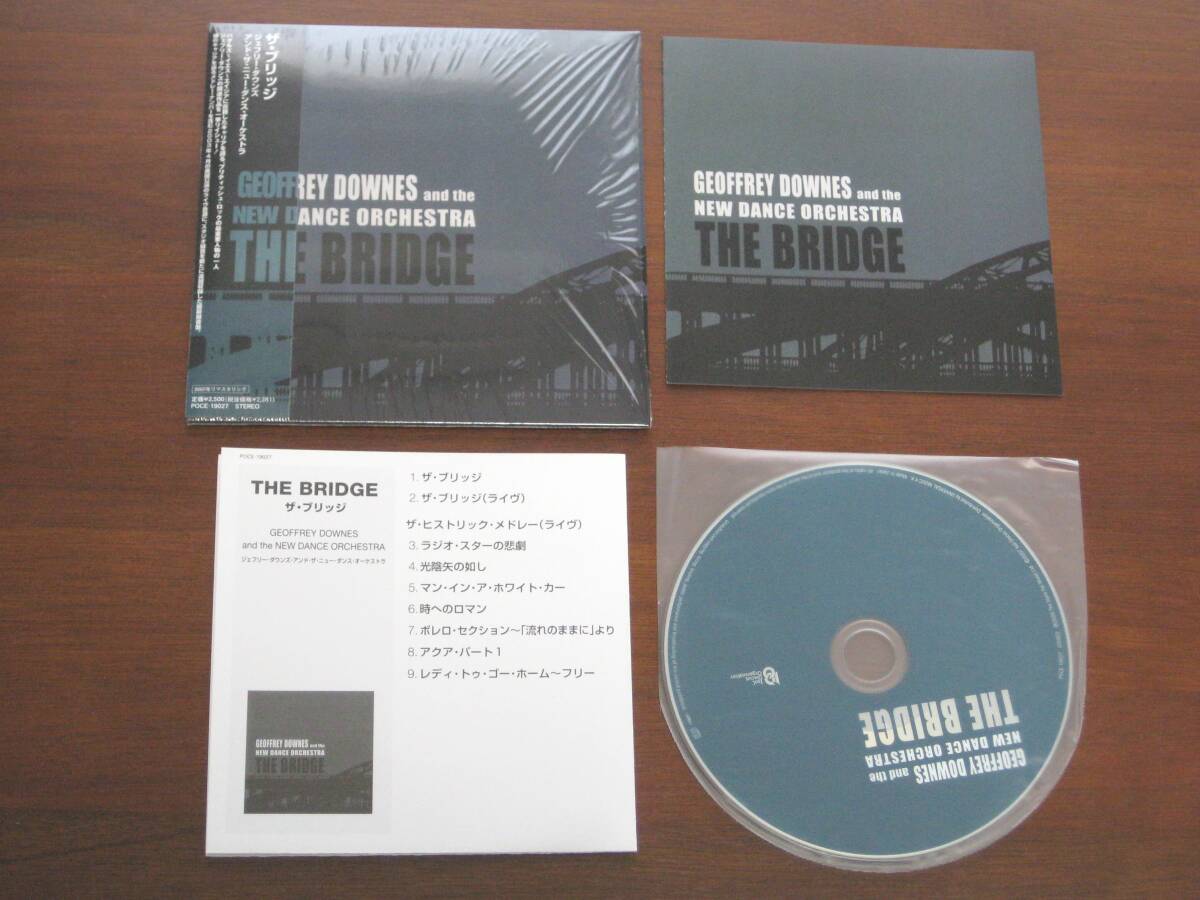 ザ・ブリッジ
ジェフリー・ダウンズ
アンド・ザ・ニュー・ダンス・オーケストラ
GEOFFREY DOWNES and the
NEW DANCE ORCHESTRA
THE BRIDGE
定価¥2,500(税抜価格¥2,381)
POCE 19027 STEREO
GEOFFREY DOWNES and the
NEW DANCE ORCHESTRA
THE BRIDGE
POCE-19027
THE BRIDGE
ザ・ブリッジ
GEOFFREY DOWNES
and the NEW DANCE ORCHESTRA
ジェフリー・ダウンズ・アンド・ザ・ニュー・ダンス・オーケストラ
1. ザ・ブリッジ
2. ザ・ブリッジ(ライヴ)
ザ・ヒストリック・メドレー(ライヴ)
3. ラジオ・スターの悲劇
4. 光陰矢の如し
5. マン・イン・ア・ホワイト・カー
6. 時へのロマン
7. ボレロ・セクション〜「流れのままに」より
8. アクア・パート1
9. レディ・トゥ・ゴー・ホーム〜フリー
GEOFFREY DOWNES and the
NEW DANCE ORCHESTRA
THE BRIDGE
GEOFFREY DOWNES and the
NEW DANCE ORCHESTRA
THE BRIDGE